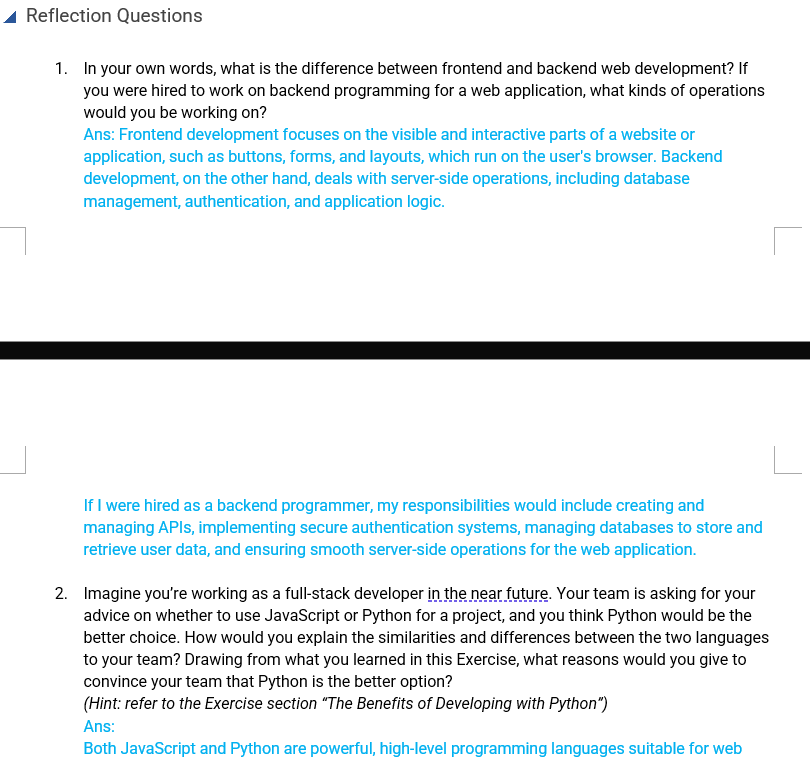 Reflection Questions
1. In your own words, what is the difference between frontend and backend web development? If
you were hired to work on backend programming for a web application, what kinds of operations
would you be working on?
Ans: Frontend development focuses on the visible and interactive parts of a website or
application, such as buttons, forms, and layouts, which run on the user's browser. Backend
development, on the other hand, deals with server-side operations, including database
management, authentication, and application logic.
If I were hired as a backend programmer, my responsibilities would include creating and
managing APIs, implementing secure authentication systems, managing databases to store and
retrieve user data, and ensuring smooth server-side operations for the web application.
2. Imagine you’re working as a full-stack developer in the near future. Your team is asking for your
advice on whether to use JavaScript or Python for a project, and you think Python would be the
better choice. How would you explain the similarities and differences between the two languages
to your team? Drawing from what you learned in this Exercise, what reasons would you give to
convince your team that Python is the better option?
(Hint: refer to the Exercise section “The Benefits of Developing with Python”)
Ans:
Both JavaScript and Python are powerful, high-level programming languages suitable for web